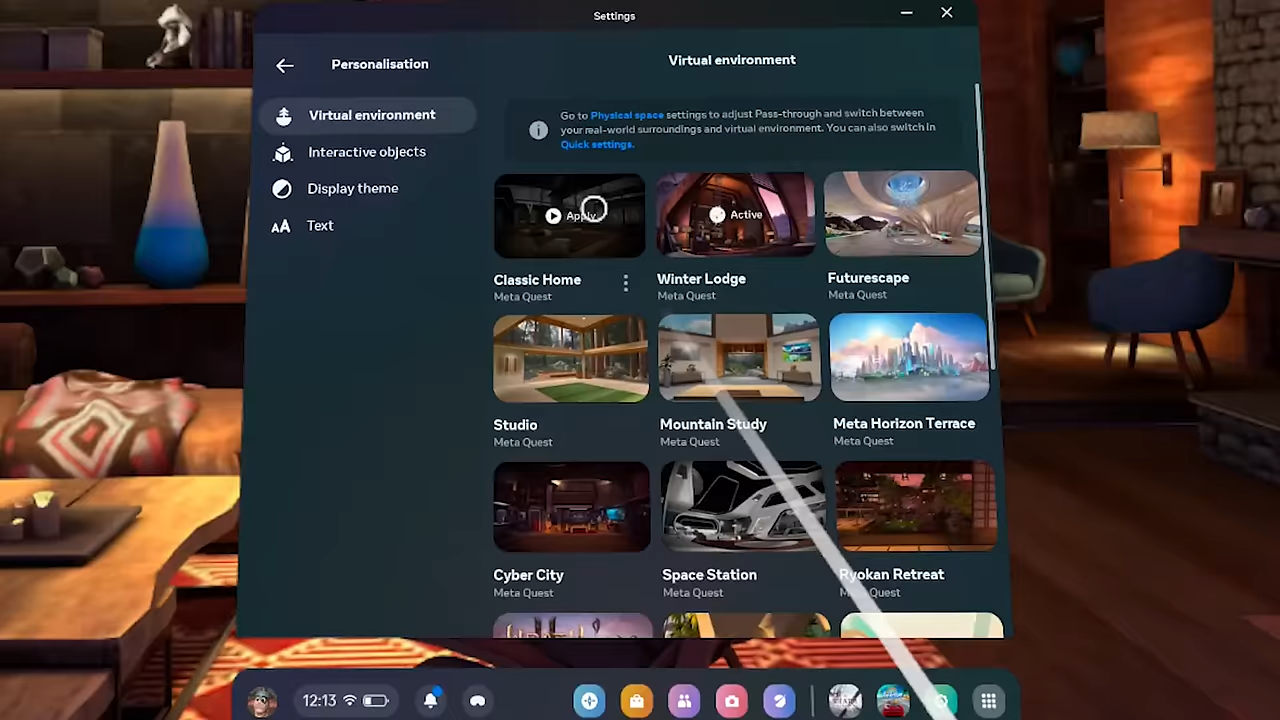 Settings
Personalisation
Virtual environment
Virtual environment
Interactive objects
Display theme
AA Text
Go to Physical space settings to adjust Pass-through and switch between
your real-world surroundings and virtual environment. You can also switch in
Quick settings.
Apply
Active
Classic Home
Meta Quest
Winter Lodge
Meta Quest
Futurescape
Meta Quest
Studio
Meta Quest
Mountain Study
Meta Quest
Meta Horizon Terrace
Meta Quest
Cyber City
Meta Quest
Space Station
Meta Quest
Ryokan Retreat
Meta Quest
12:13